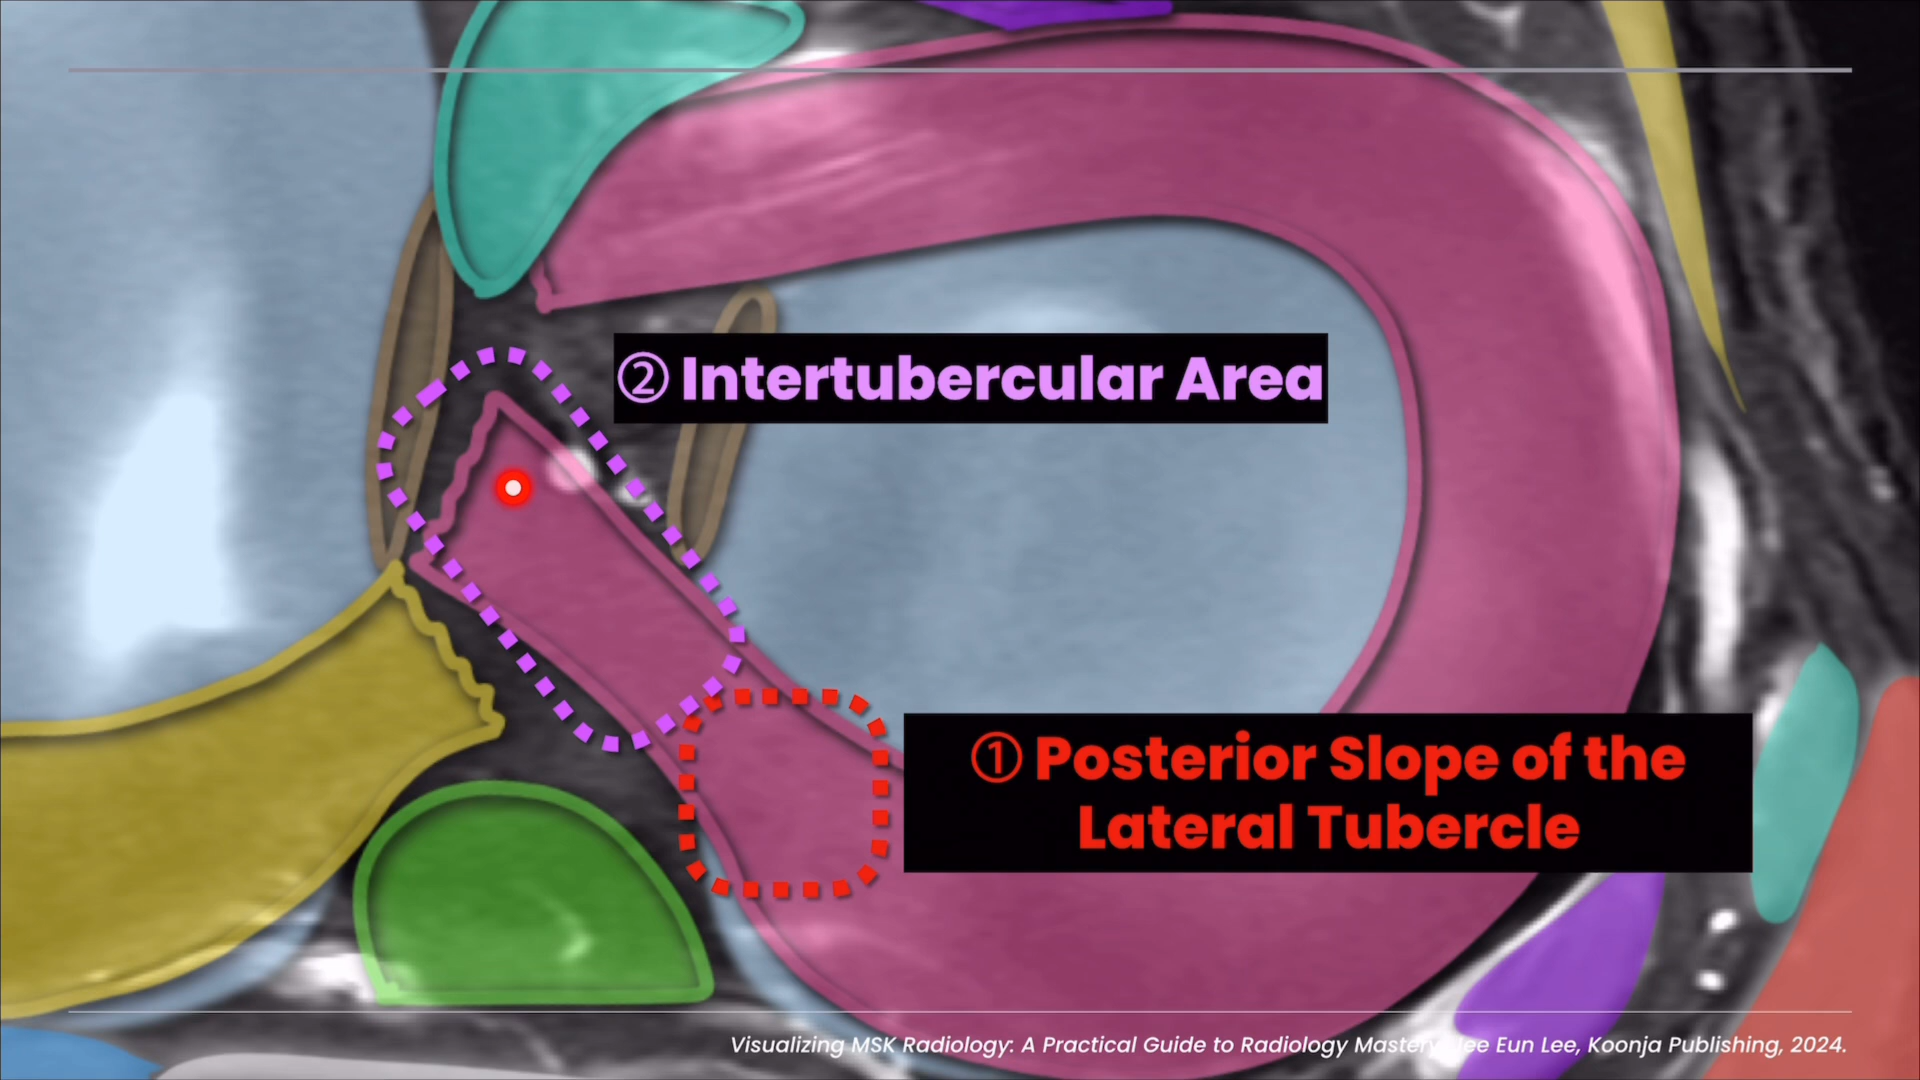 ② Intertubercular Area
① Posterior Slope of the
Lateral Tubercle
Visualizing MSK Radiology: A Practical Guide to Radiology Mastery, Jee Eun Lee, Koonja Publishing, 2024.